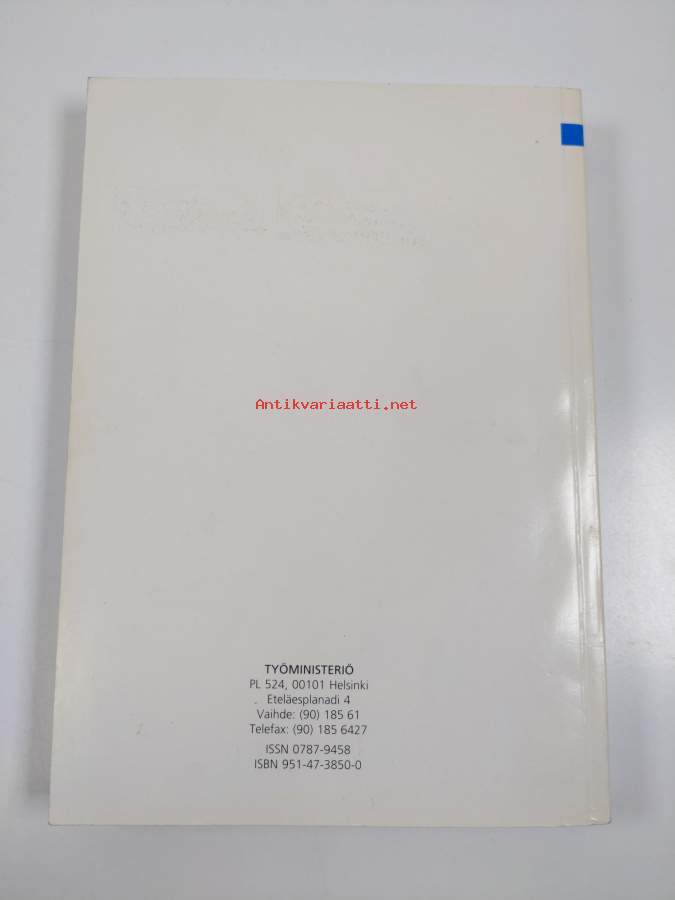 Antikvariaatti.net
TYÖMINISTERIÖ
PL 524, 00101 Helsinki
Eteläesplanadi 4
Vaihde: (90) 185 61
Telefax: (90) 185 6427
ISSN 0787-9458
ISBN 951-47-3850-0